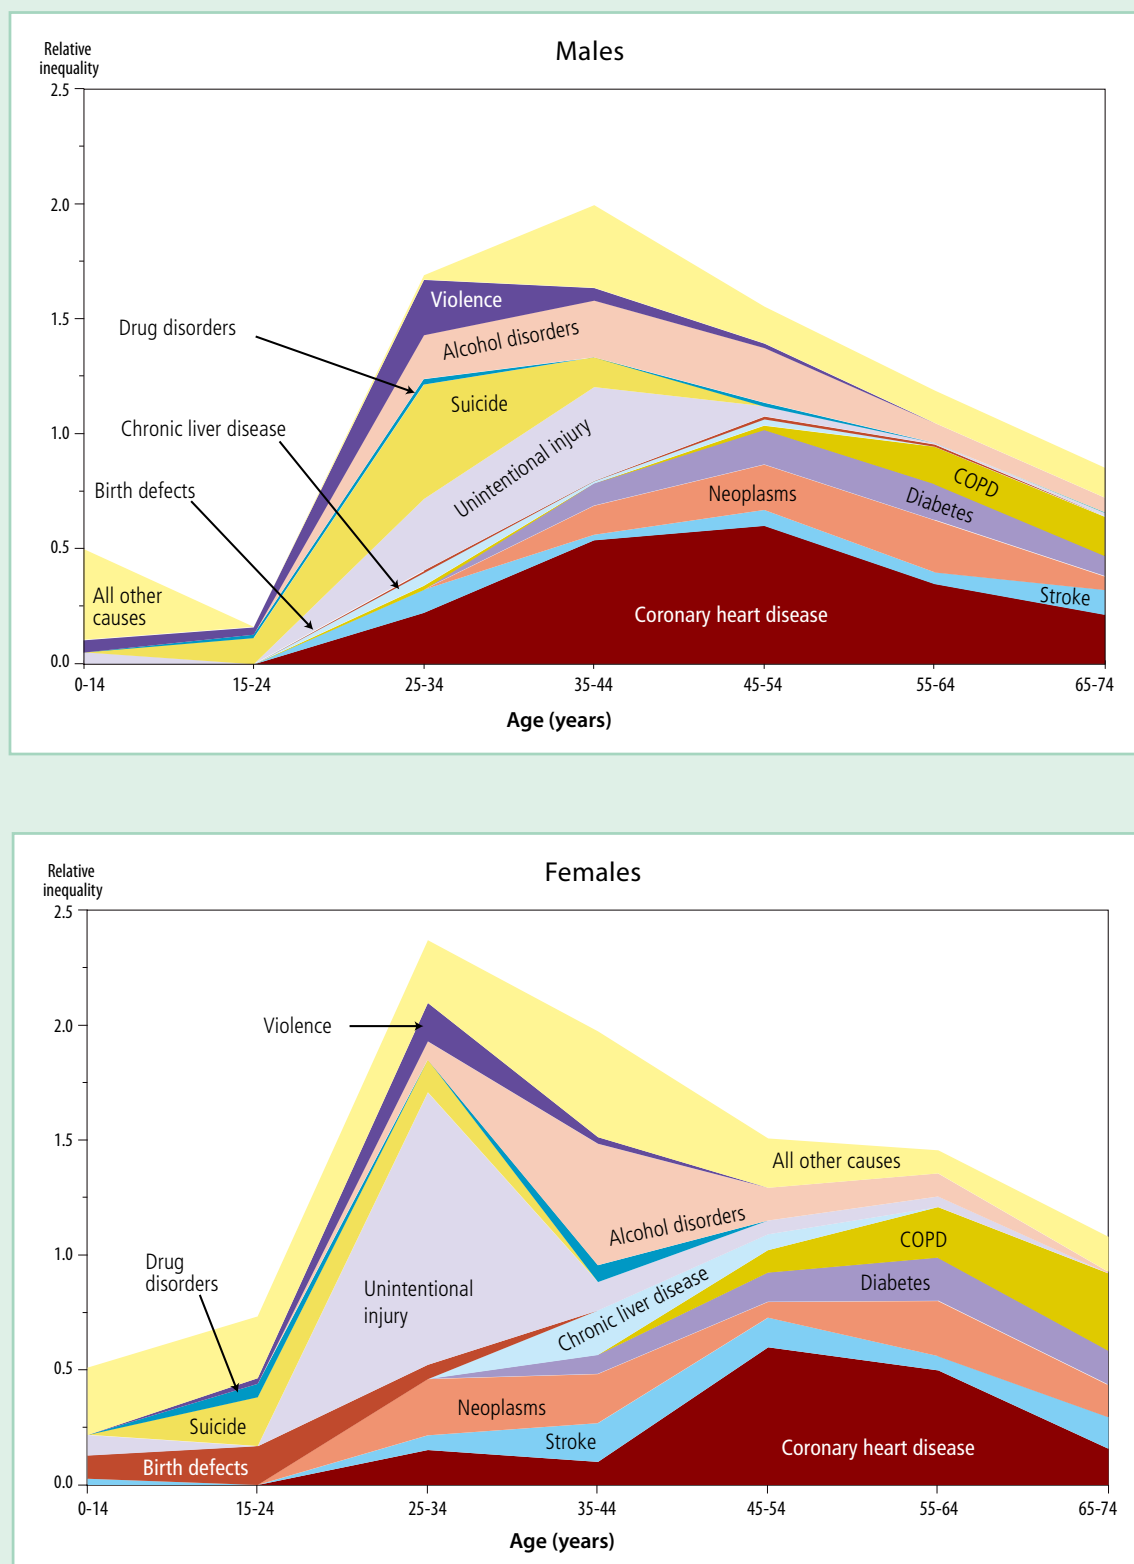 Relative
inequality
Males
2.5
2.0
1.5
1.0
0.5
0.0
Violence
Drug disorders
Alcohol disorders
Suicide
Chronic liver disease
Unintentional injury
Birth defects
Neoplasms
COPD
Diabetes
All other
causes
Stroke
Coronary heart disease
0-14
15-24
25-34
35-44
45-54
55-64
65-74
Age (years)
Relative
inequality
Females
2.5
2.0
1.5
1.0
0.5
0.0
Violence
All other causes
Alcohol disorders
COPD
Drug
disorders
Unintentional
injury
Chronic liver disease
Diabetes
Neoplasms
Suicide
Stroke
Coronary heart disease
Birth defects
0-14
15-24
25-34
35-44
45-54
55-64
65-74
Age (years)